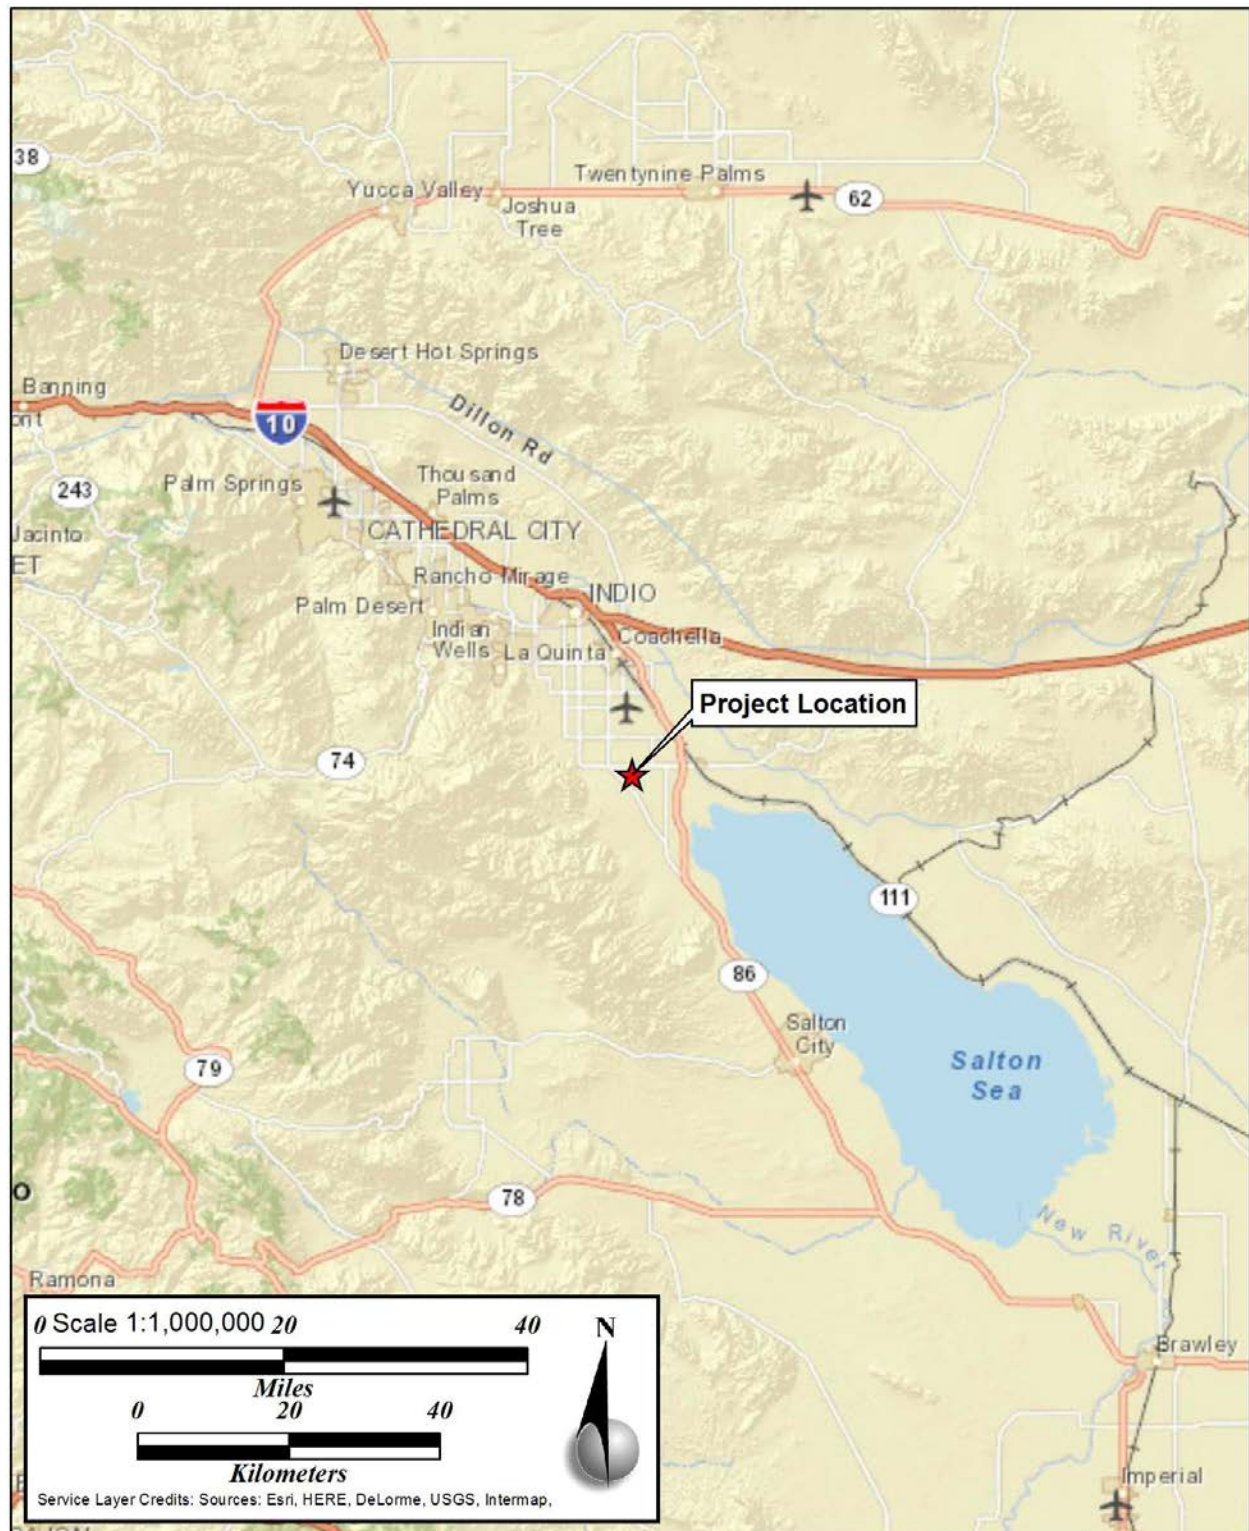 38
Twentynine Palms
Yucca Valley
Joshua
Tree
62
Desert Hot Springs
Banning
ont
10
Dillon Rd
243
Palm Springs
Thousand
Palms
Jacinto
ET
CATHEDRAL CITY
Rancho Mirage
Palm Desert
INDIO
Indian
Wells
La Quinta
Coachella
Project Location
74
111
86
Salton
City
Salton
Sea
79
O
78
New River
Ramona
0 Scale 1:1,000,000 20 40
Miles
0 20 40
Kilometers
N
Service Layer Credits: Sources: Esri, HERE, DeLorme, USGS, Intermap,
Brawley
Imperial